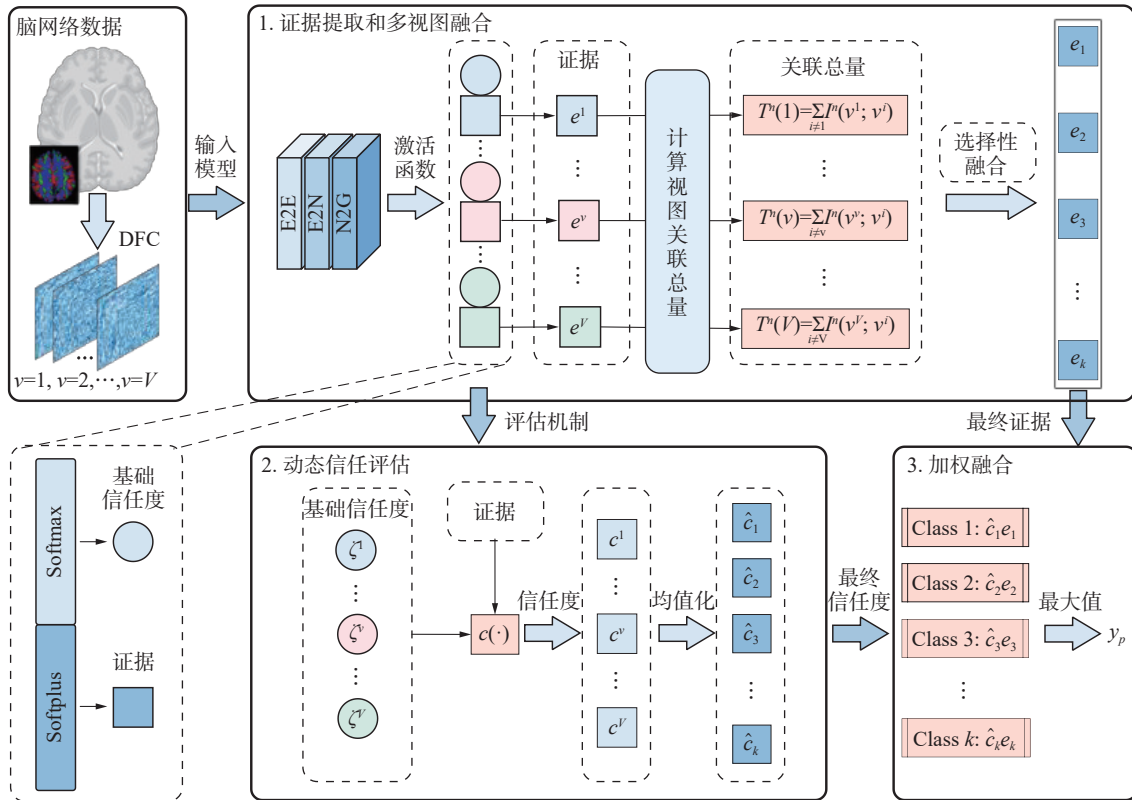 脑网络数据
DFC
...
v=1, v=2,⋯,v=V
输入
模型
1. 证据提取和多视图融合
E2E
E2N
N2G
激活
函数
证据
e¹
eᵛ
⋮
eⱽ
计算视图关联总量
关联总量
Tⁿ(1)=ΣIⁿ(v¹; vⁱ)
i≠1
⋮
Tⁿ(v)=ΣIⁿ(vᵛ; vⁱ)
i≠v
⋮
Tⁿ(V)=ΣIⁿ(vⱽ; vⁱ)
i≠V
选择性
融合
e₁
e₂
e₃
⋮
eₖ
评估机制
最终证据
Softmax
基础
信任度
Softplus
证据
2. 动态信任评估
基础信任度
ζ¹
⋯
ζᵛ
⋯
ζⱽ
证据
c(·)
信任度
c¹
⋯
cᵛ
⋯
cⱽ
均值化
ĉ₁
ĉ₂
ĉ₃
⋮
ĉₖ
最终
信任度
3. 加权融合
Class 1: ĉ₁e₁
Class 2: ĉ₂e₂
Class 3: ĉ₃e₃
⋮
Class k: ĉₖeₖ
最大值
yₚ